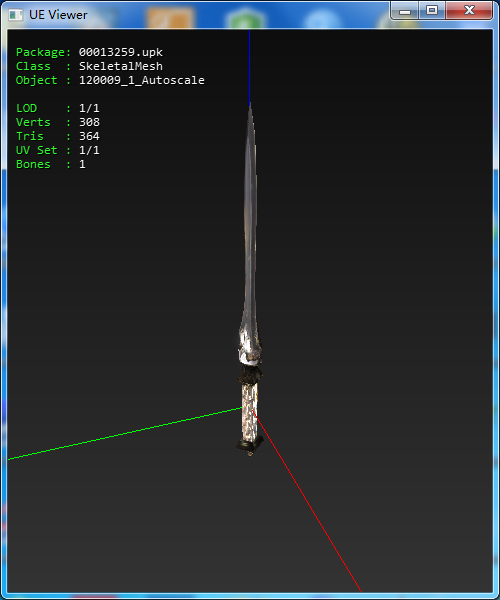 UE Viewer
Package: 00013259.upk
Class : SkeletalMesh
Object : 120009_1_Autoscale
LOD : 1/1
Verts : 308
Tris : 364
UV Set : 1/1
Bones : 1